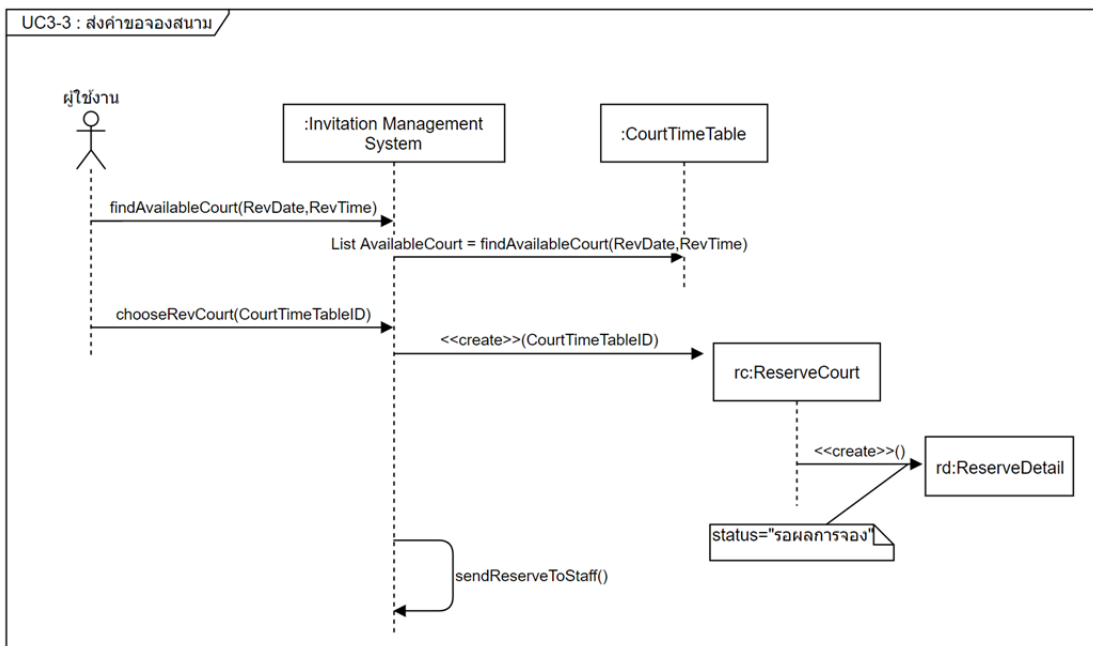 UC3-3 : ส่งคำขอจองสนาม
ผู้ใช้งาน
:Invitation Management
System
:CourtTimeTable
findAvailableCourt(RevDate,RevTime)
List AvailableCourt = findAvailableCourt(RevDate,RevTime)
chooseRevCourt(CourtTimeTableID)
<<create>>(CourtTimeTableID)
rc:ReserveCourt
<<create>>()
rd:ReserveDetail
status="รอผลการจอง"
sendReserveToStaff()